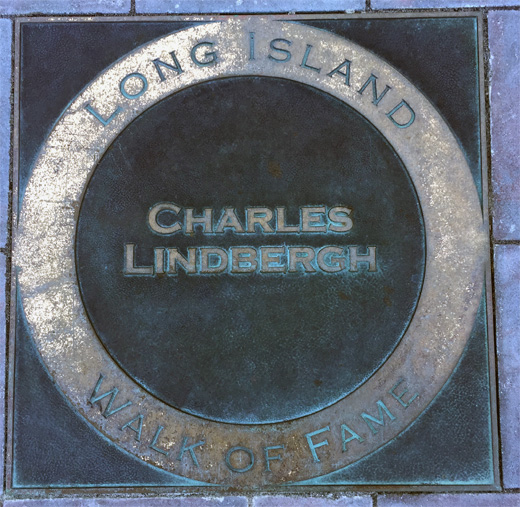 LONG ISLAND
CHARLES
LINDBERGH
WALK OF FAME